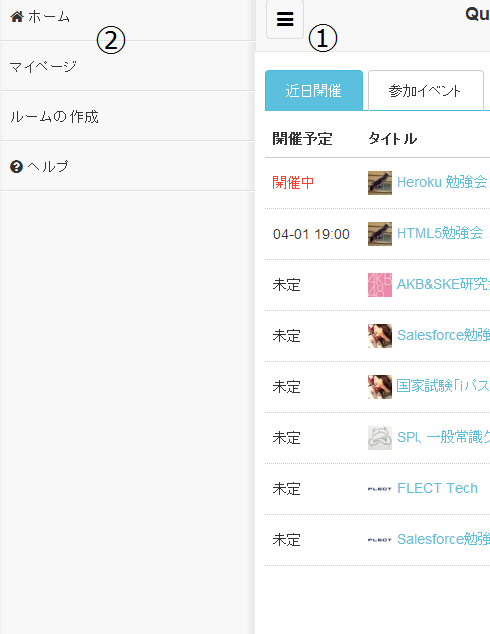 ホーム
②
マイページ
ルームの作成
ヘルプ
Qu
①
近日開催 参加イベント
開催予定 タイトル
開催中 Heroku 勉強会
04-01 19:00 HTML5勉強会
未定 AKB&SKE研究
未定 Salesforce勉強
未定 国家試験「iパス
未定 SPI、一般常識ク
未定 FLECT FLECT Tech
未定 FLECT Salesforce勉強